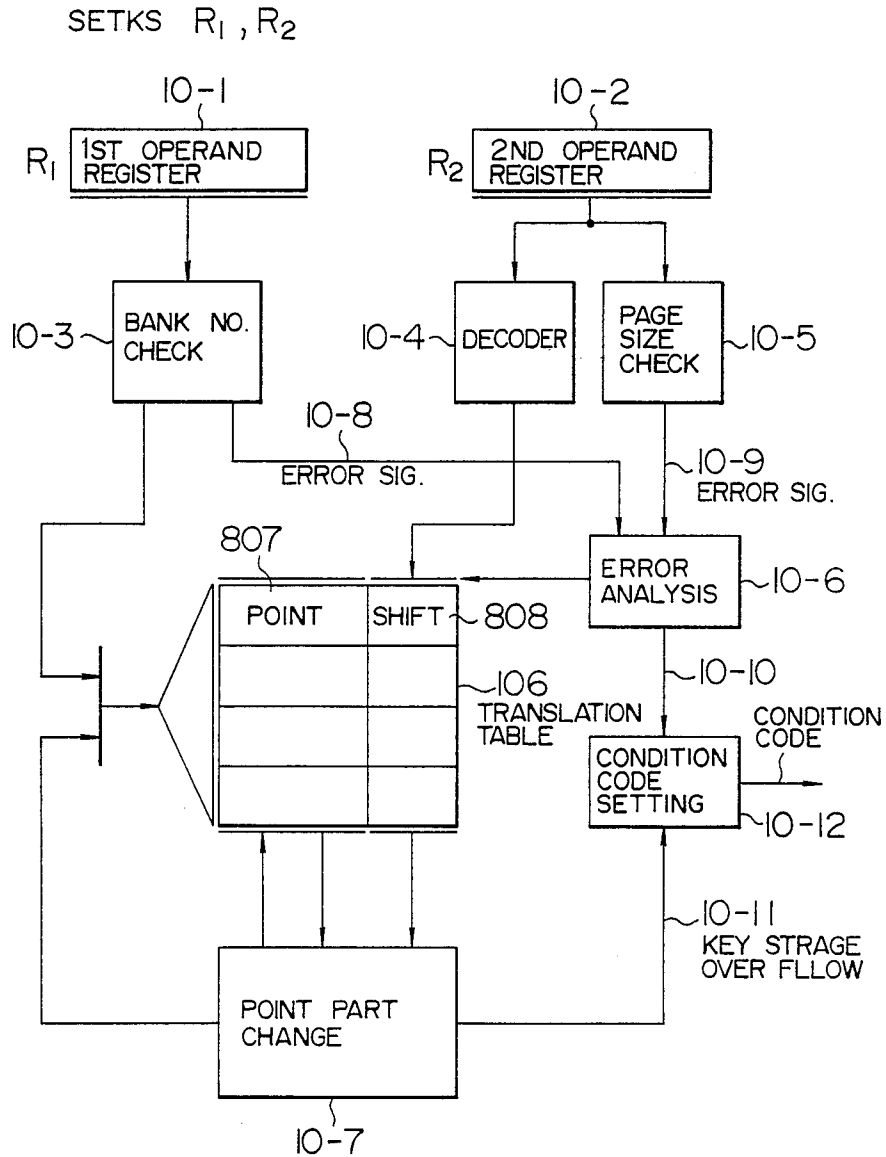 SETKS R1, R2
10-1
10-2
R1
1ST OPERAND
REGISTER
R2
2ND OPERAND
REGISTER
10-3
BANK NO.
CHECK
10-4
DECODER
PAGE
SIZE
CHECK
10-5
10-8
ERROR SIG.
10-9
ERROR SIG.
807
POINT
SHIFT
808
ERROR
ANALYSIS
10-6
106
TRANSLATION
TABLE
10-10
CONDITION
CODE
CONDITION
CODE
SETTING
10-12
10-11
KEY STRAGE
OVER FLLOW
POINT PART
CHANGE
10-7